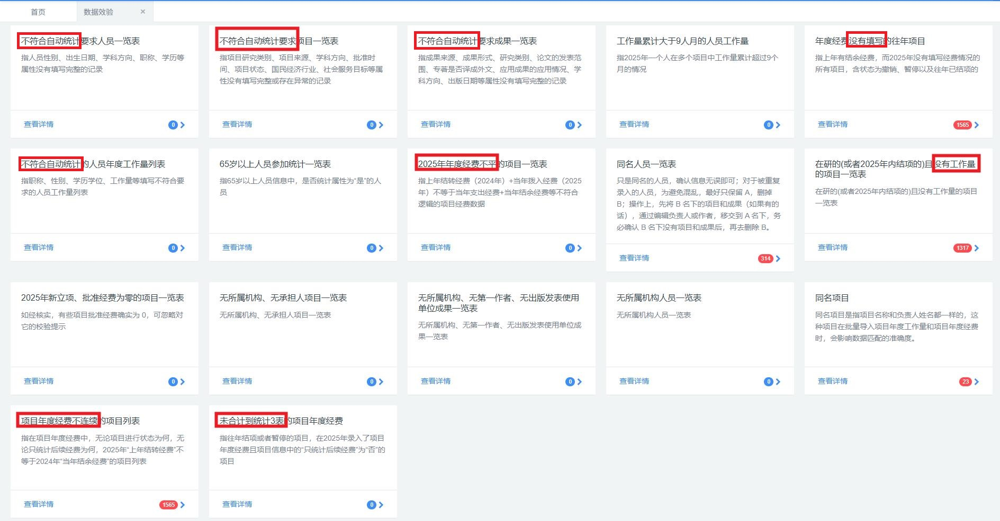 首页
数据效验
不符合自动统计要求人员一览表
指人员性别、出生日期、学科方向、职称、学历等
属性没有填写完整的记录
查看详情
0
不符合自动统计要求项目一览表
指项目研究类别、项目来源、学科方向、批准时
间、项目状态、国民经济行业、社会服务目标等属
性没有填写完整或存在异常的记录
查看详情
0
不符合自动统计要求成果一览表
指成果来源、成果形式、研究类别、论文的发表范
围、专著是否译成外文、应用成果的应用情况、学
科方向、出版日期等属性没有填写完整的记录
查看详情
0
工作量累计大于9人月的人员工作量
指2025年一个人在多个项目中工作量累计超过9个
月的情况
查看详情
0
年度经费没有填写的往年项目
指上年有结余经费，而2025年没有填写经费情况的
所有项目，含状态为撤销、暂停以及往年已结项的
查看详情
1565
不符合自动统计的人员年度工作量列表
指职称、性别、学历学位、工作量等填写不符合要
求的人员工作量列表
查看详情
0
65岁以上人员参加统计一览表
指65岁以上人员信息中，是否统计属性为“是”的人
员
查看详情
0
2025年年度经费不平的项目一览表
指上年结转经费（2024年）+当年拨入经费（2025
年）不等于当年支出经费+当年结余经费等不符合
逻辑的项目经费数据
查看详情
0
同名人员一览表
只是同名的人员，确认信息无误即可；对于被重复
录入的人员，为避免混乱，最好只保留 A，删掉
B；操作上，先将 B 名下的项目和成果（如果有的
话），通过编辑负责人或作者，移交到 A 名下，务
必确认 B 名下没有项目和成果后，再去删除 B。
查看详情
314
在研的(或者2025年内结项的)且没有工作量
的项目一览表
在研的(或者2025年内结项的)且没有工作量的项目
一览表
查看详情
1317
2025年新立项、批准经费为零的项目一览表
如经核实，有些项目批准经费确实为 0，可忽略对
它的校验提示
查看详情
0
无所属机构、无承担人项目一览表
无所属机构、无承担人项目一览表
查看详情
0
无所属机构、无第一作者、无出版发表使用
单位成果一览表
无所属机构、无第一作者、无出版发表使用单位成
果一览表
查看详情
0
无所属机构人员一览表
无所属机构人员一览表
查看详情
0
同名项目
同名项目是指项目名称和负责人姓名都一样的，这
种项目在批量导入项目年度工作量和项目年度经费
时，会影响数据匹配的准确度。
查看详情
23
项目年度经费不连续的项目列表
指在项目年度经费中，无论项目进行状态为何，无
论只统计后续经费为何，2025年“上年结转经费”不
等于2024年“当年结余经费”的项目列表
查看详情
1565
未合计到统计3表的项目年度经费
指往年结项或者暂停的项目，在2025年录入了项目
年度经费且项目信息中的“只统计后续经费”为“否”的
项目
查看详情
0